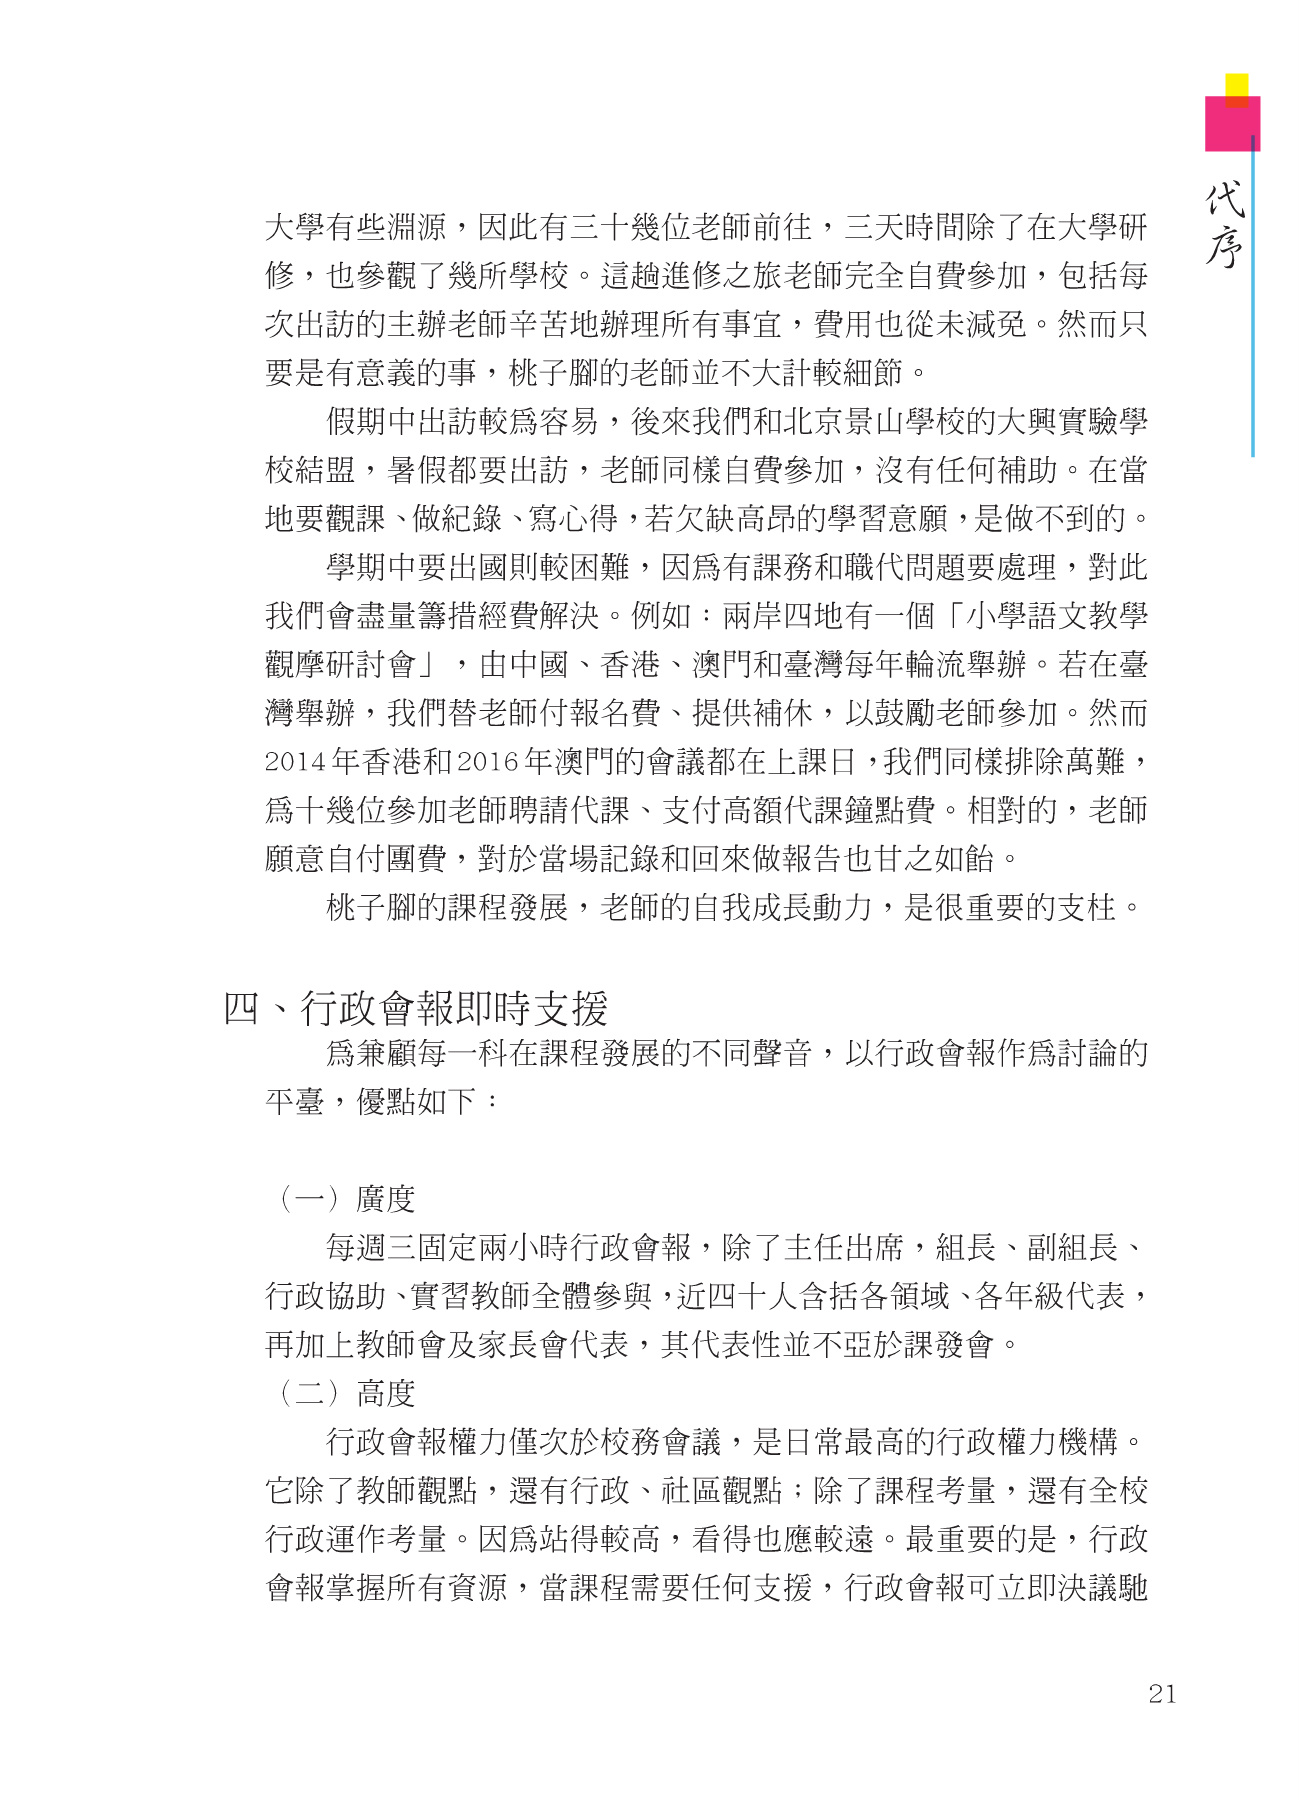 代序
大學有些淵源，因此有三十幾位老師前往，三天時間除了在大學研
修，也參觀了幾所學校。這趟進修之旅老師完全自費參加，包括每
次出訪的主辦老師辛苦地辦理所有事宜，費用也從未減免。然而只
要是有意義的事，桃子腳的老師並不大計較細節。
假期中出訪較為容易，後來我們和北京景山學校的大興實驗學
校結盟，暑假都要出訪，老師同樣自費參加，沒有任何補助。在當
地要觀課、做紀錄、寫心得，若欠缺高昂的學習意願，是做不到的。
學期中要出國則較困難，因為有課務和職代問題要處理，對此
我們會盡量籌措經費解決。例如：兩岸四地有一個「小學語文教學
觀摩研討會」，由中國、香港、澳門和臺灣每年輪流舉辦。若在臺
灣舉辦，我們替老師付報名費、提供補休，以鼓勵老師參加。然而
2014年香港和2016年澳門的會議都在上課日，我們同樣排除萬難，
為十幾位參加老師聘請代課、支付高額代課鐘點費。相對的，老師
願意自付團費，對於當場記錄和回來做報告也甘之如飴。
桃子腳的課程發展，老師的自我成長動力，是很重要的支柱。
四、行政會報即時支援
為兼顧每一科在課程發展的不同聲音，以行政會報作為討論的
平臺，優點如下：
（一）廣度
每週三固定兩小時行政會報，除了主任出席，組長、副組長、
行政協助、實習教師全體參與，近四十人含括各領域、各年級代表，
再加上教師會及家長會代表，其代表性並不亞於課發會。
（二）高度
行政會報權力僅次於校務會議，是日常最高的行政權力機構。
它除了教師觀點，還有行政、社區觀點；除了課程考量，還有全校
行政運作考量。因為站得較高，看得也應較遠。最重要的是，行政
會報掌握所有資源，當課程需要任何支援，行政會報可立即決議馳
21